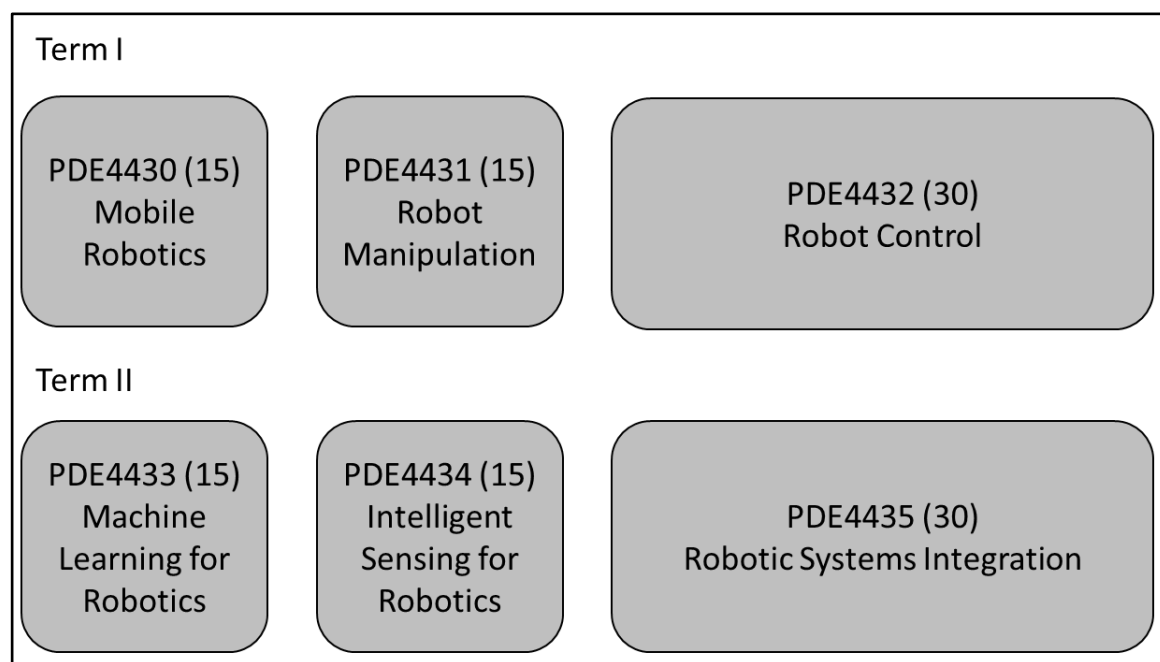 Term I
PDE4430 (15)
Mobile
Robotics
PDE4431 (15)
Robot
Manipulation
PDE4432 (30)
Robot Control
Term II
PDE4433 (15)
Machine
Learning for
Robotics
PDE4434 (15)
Intelligent
Sensing for
Robotics
PDE4435 (30)
Robotic Systems Integration